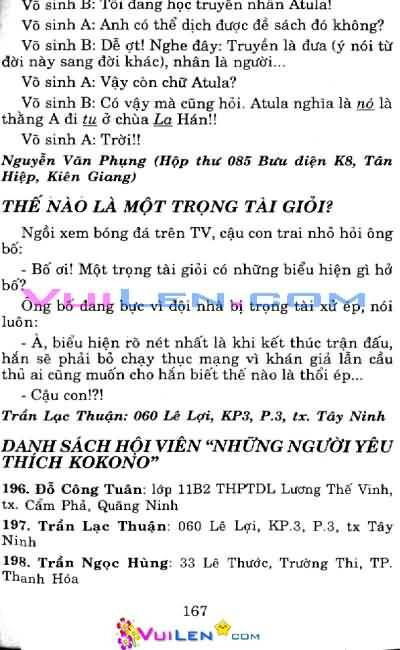 Võ sinh B: Tôi đang học truyền nhân Atula!
Võ sinh A: Anh có thể dịch được đề sách đó không?
Võ sinh B: Dễ ợt! Nghe đây: Truyền là đưa (ý nói từ
đời này sang đời khác), nhân là người...
Võ sinh A: Vậy còn chữ Atula?
Võ sinh B: Có vậy mà cũng hỏi. Atula nghĩa là nó là
thằng A đi tu ở chùa La Hán!!
Võ sinh A: Trời!!
Nguyễn Văn Phụng (Hộp thư 085 Bưu điện K8, Tân
Hiệp, Kiên Giang)
THẾ NÀO LÀ MỘT TRỌNG TÀI GIỎI?
Ngồi xem bóng đá trên TV, cậu con trai nhỏ hỏi ông
bố:
- Bố ơi! Một trọng tài giỏi có những biểu hiện gì hở
bố?
VUILEN.COM
Ông bố đang bực vì đội nhà bị trọng tài xử ép, nói
luôn:
- À, biểu hiện rõ nét nhất là khi kết thúc trận đấu,
hắn sẽ phải bỏ chạy thục mạng vì khán giả lẫn cầu
thủ ai cũng muốn cho hắn biết thế nào là thổi ép...
- Cậu con!?!
Trần Lạc Thuận: 060 Lê Lợi, KP3, P.3, tx. Tây Ninh
DANH SÁCH HỘI VIÊN “NHỮNG NGƯỜI YÊU
THÍCH KOKONO”
196. Đỗ Công Tuân: lớp 11B2 THPTDL Lương Thế Vinh,
tx. Cẩm Phả, Quảng Ninh
197. Trần Lạc Thuận: 060 Lê Lợi, KP.3, P.3, tx Tây
Ninh
198. Trần Ngọc Hùng: 33 Lê Thước, Trường Thi, TP.
Thanh Hóa
167
VUILEN.COM